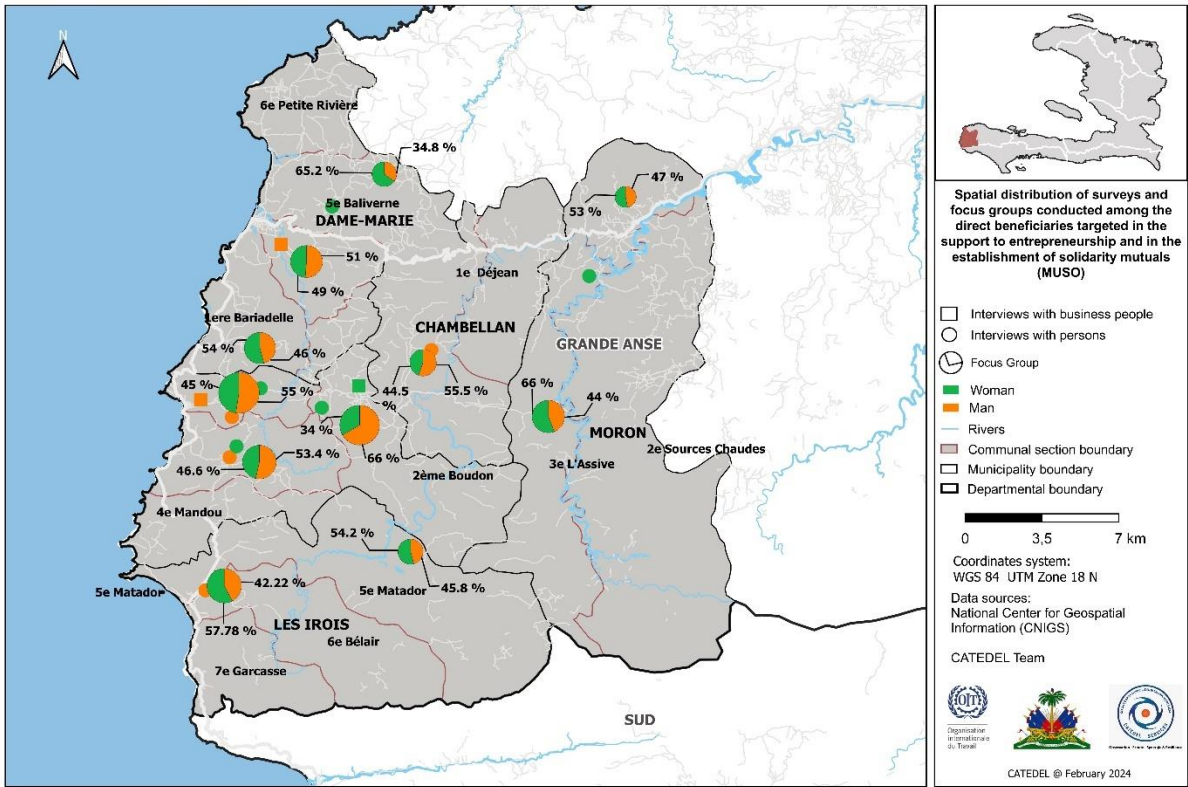 N
6e Petite Rivière
34.8 %
65.2 %
5e Baliverne
DAME-MARIE
47 %
53 %
51 %
49 %
1e Déjean
1ere Bariadelle
CHAMBELLAN
GRANDE ANSE
54 %
46 %
45 %
55 %
44.5
55.5 %
%
34 %
66 %
66 %
44 %
MORON
2e Sources Chaudes
3e L'Assive
53.4 %
46.6 %
2ème Boudon
4e Mandou
54.2 %
45.8 %
5e Matador
5e Matador
42.22 %
57.78 %
LES IROIS
6e Bélair
7e Garcasse
SUD
Spatial distribution of surveys and
focus groups conducted among the
direct beneficiaries targeted in the
support to entrepreneurship and in the
establishment of solidarity mutuals
(MUSO)
Interviews with business people
Interviews with persons
Focus Group
Woman
Man
Rivers
Communal section boundary
Municipality boundary
Departmental boundary
0 3,5 7 km
Coordinates system:
WGS 84 UTM Zone 18 N
Data sources:
National Center for Geospatial
Information (CNIGS)
CATEDEL Team
OIT
Organisation
internationale
du Travail
CATEDEL SERVICES
CATEDEL @ February 2024